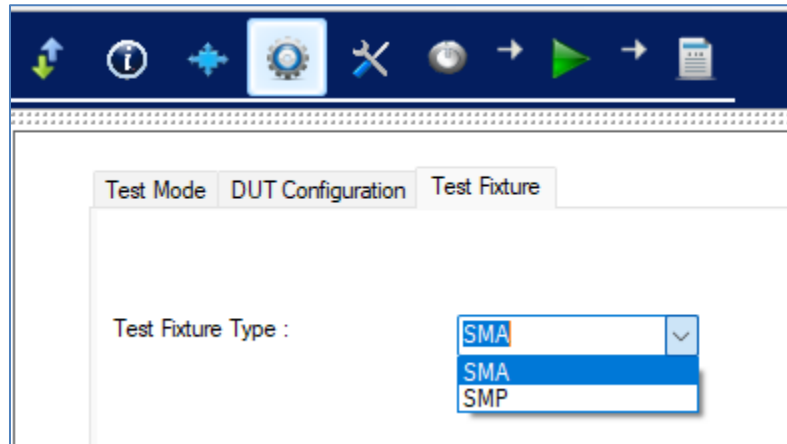 Test Mode DUT Configuration Test Fixture
Test Fixture Type : SMA
SMA
SMP